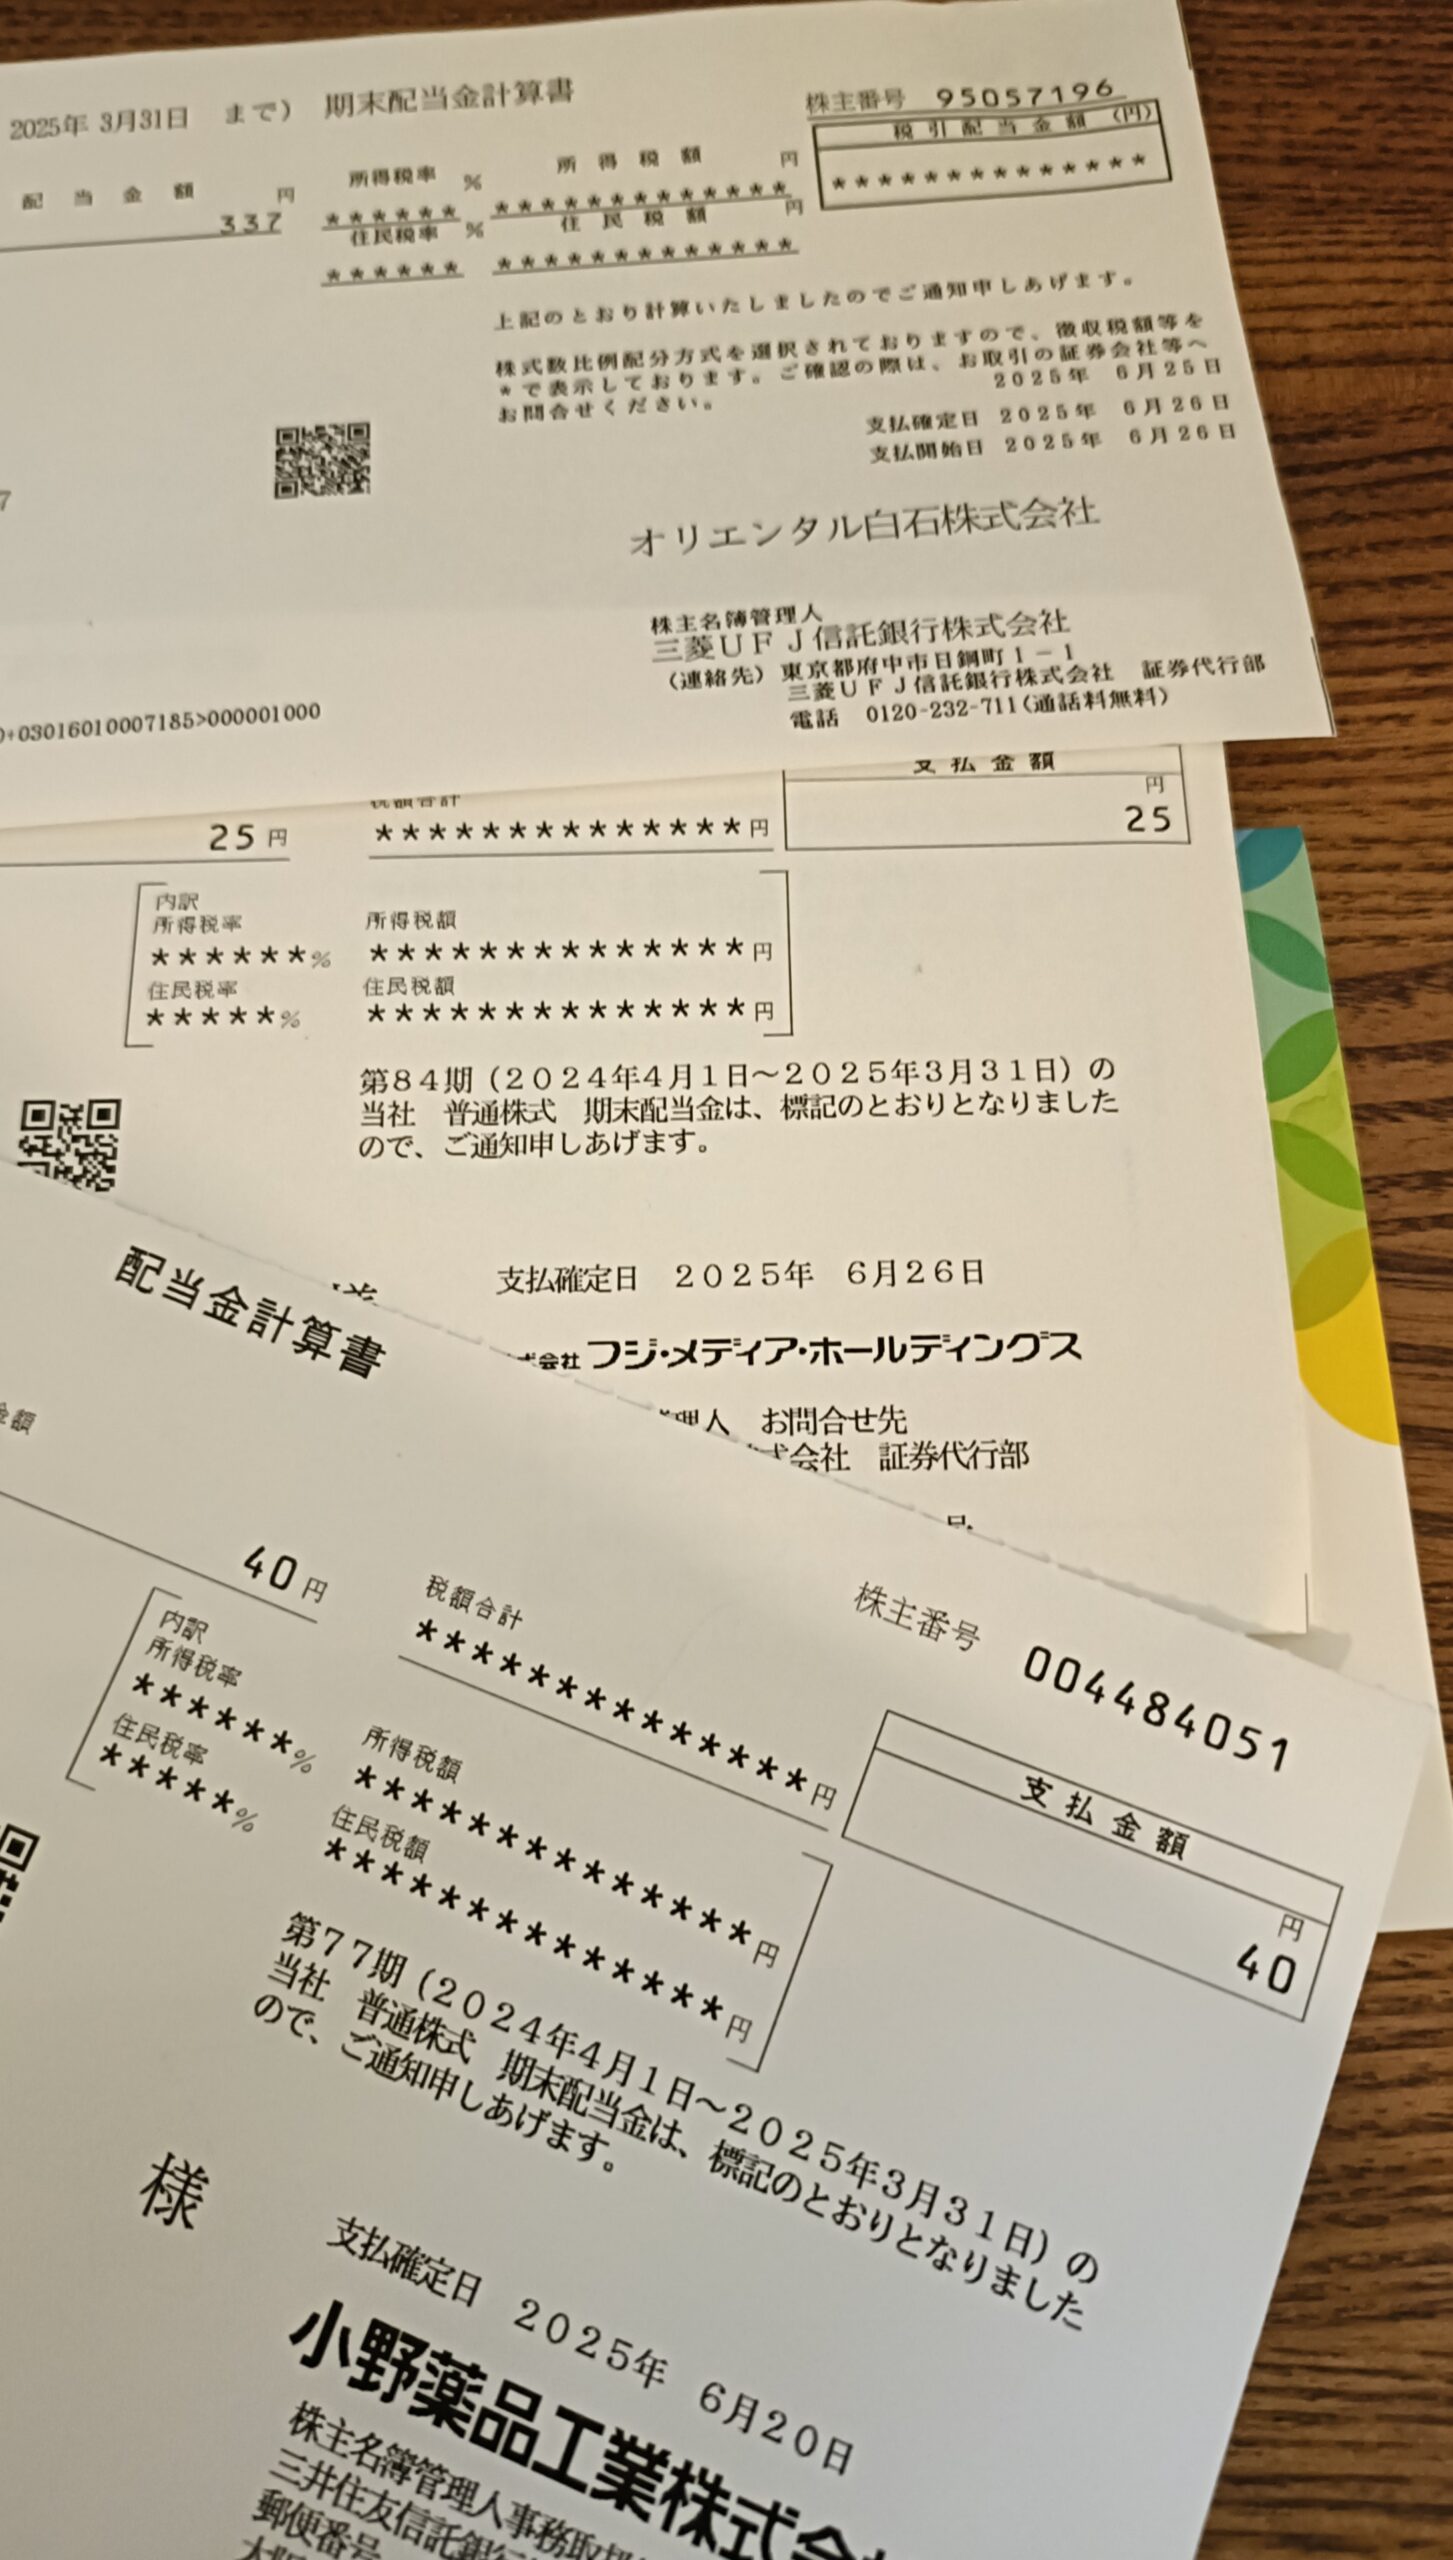 2025年 3月31日 まで） 期末配当金計算書
株主番号 95057196
配当金額 円
337
所得税率 %
******
住民税率 %
******
所得税額 円
*************
住民税額 円
*************
税引配当金額（円）
**************
上記のとおり計算いたしましたのでご通知申しあげます。
株式数比例配分方式を選択されておりますので、徴収税額等を
*で表示しております。ご確認の際は、お取引の証券会社等へ
お問合せください。
2025年 6月25日
支払確定日 2025年 6月26日
支払開始日 2025年 6月26日
7
オリエンタル白石株式会社
株主名簿管理人
三菱ＵＦＪ信託銀行株式会社
（連絡先）東京都府中市日鋼町１－１
三菱ＵＦＪ信託銀行株式会社 証券代行部
電話 0120-232-711（通話料無料）
+03016010007185>000001000
支払金額
円
25
25円
税額合計
**************円
内訳
所得税率
******%
住民税率
*****%
所得税額
**************円
住民税額
**************円
第８４期（２０２４年４月１日～２０２５年３月３１日）の
当社 普通株式 期末配当金は、標記のとおりとなりました
ので、ご通知申しあげます。
支払確定日 ２０２５年 ６月２６日
会社 フジ・メディア・ホールディングス
理人 お問合せ先
式会社 証券代行部
配当金計算書
金額
40円
税額合計
**************円
株主番号 004484051
支払金額
円
40
内訳
所得税率
******%
住民税率
*****%
所得税額
**************円
住民税額
**************円
第７７期（２０２４年４月１日～２０２５年３月３１日）の
当社 普通株式 期末配当金は、標記のとおりとなりました
ので、ご通知申しあげます。
様
支払確定日 ２０２５年 ６月２０日
小野薬品工業株式会
株主名簿管理人事務取
三井住友信託銀
郵便番号